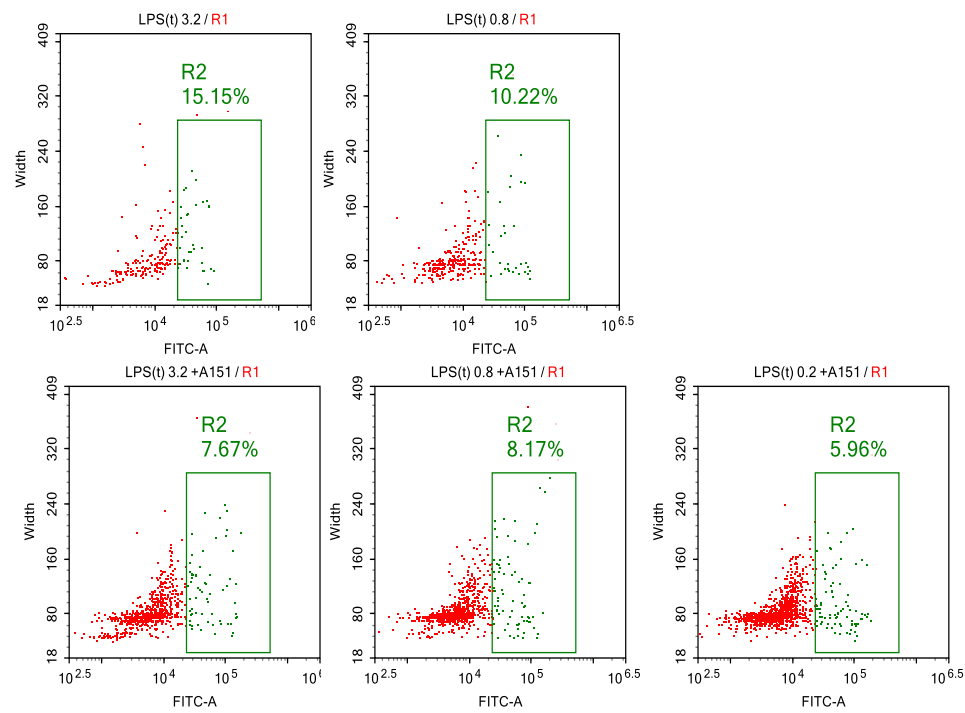 LPS(t) 3.2 / R1
409
320
240
160
80
18
Width
R2
15.15%
10^2.5
10^4
10^5
10^6
FITC-A
LPS(t) 0.8 / R1
409
320
240
160
80
18
Width
R2
10.22%
10^2.5
10^4
10^5
10^6.5
FITC-A
LPS(t) 3.2 +A151 / R1
409
320
240
160
80
18
Width
R2
7.67%
10^2.5
10^4
10^5
FITC-A
LPS(t) 0.8 +A151 / R1
409
320
240
160
80
18
Width
R2
8.17%
10^2.5
10^4
10^5
10^6.5
FITC-A
LPS(t) 0.2 +A151 / R1
409
320
240
160
80
18
Width
R2
5.96%
10^2.5
10^4
10^5
10^6.5
FITC-A